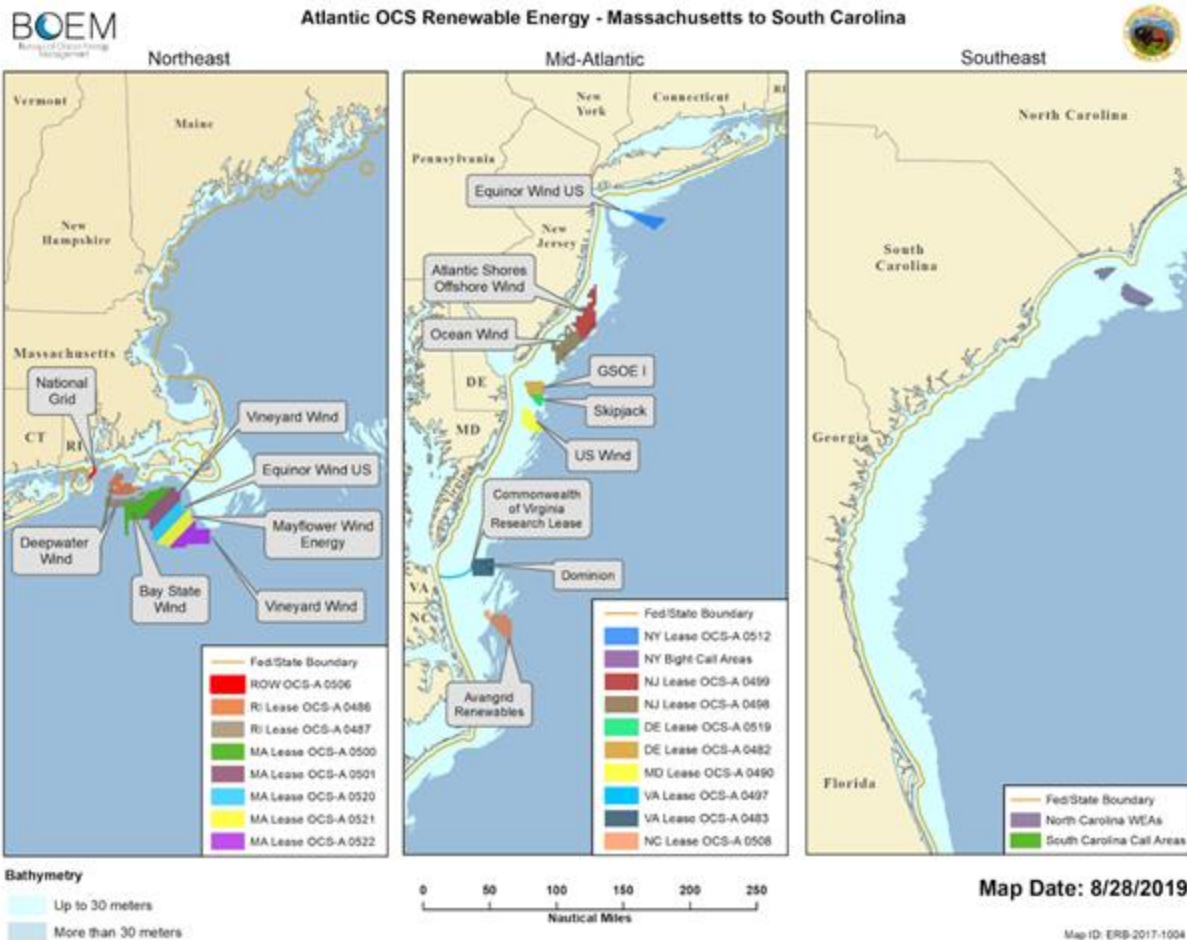 BOEM
Bureau of Ocean Energy
Management
Atlantic OCS Renewable Energy - Massachusetts to South Carolina
Northeast
Mid-Atlantic
Southeast
Vermont
Maine
New
Hampshire
Massachusetts
National
Grid
CT
RI
Vineyard Wind
Equinor Wind US
Mayflower Wind
Energy
Deepwater
Wind
Bay State
Wind
Vineyard Wind
Fed/State Boundary
ROW OCS-A 0506
RI Lease OCS-A 0486
RI Lease OCS-A 0487
MA Lease OCS-A 0500
MA Lease OCS-A 0501
MA Lease OCS-A 0520
MA Lease OCS-A 0521
MA Lease OCS-A 0522
New
York
Connecticut
RI
Pennsylvania
Equinor Wind US
New
Jersey
Atlantic Shores
Offshore Wind
Ocean Wind
DE
GSOE I
Skipjack
MD
US Wind
Virginia
Commonwealth
of Virginia
Research Lease
Dominion
VA
NC
Avangrid
Renewables
Fed/State Boundary
NY Lease OCS-A 0512
NY Bight Call Areas
NJ Lease OCS-A 0499
NJ Lease OCS-A 0498
DE Lease OCS-A 0519
DE Lease OCS-A 0482
MD Lease OCS-A 0490
VA Lease OCS-A 0497
VA Lease OCS-A 0483
NC Lease OCS-A 0508
North Carolina
South
Carolina
Georgia
Florida
Fed/State Boundary
North Carolina WEAs
South Carolina Call Areas
Bathymetry
Up to 30 meters
More than 30 meters
0 50 100 150 200 250
Nautical Miles
Map Date: 8/28/2019
Map ID: ERB-2017-1004